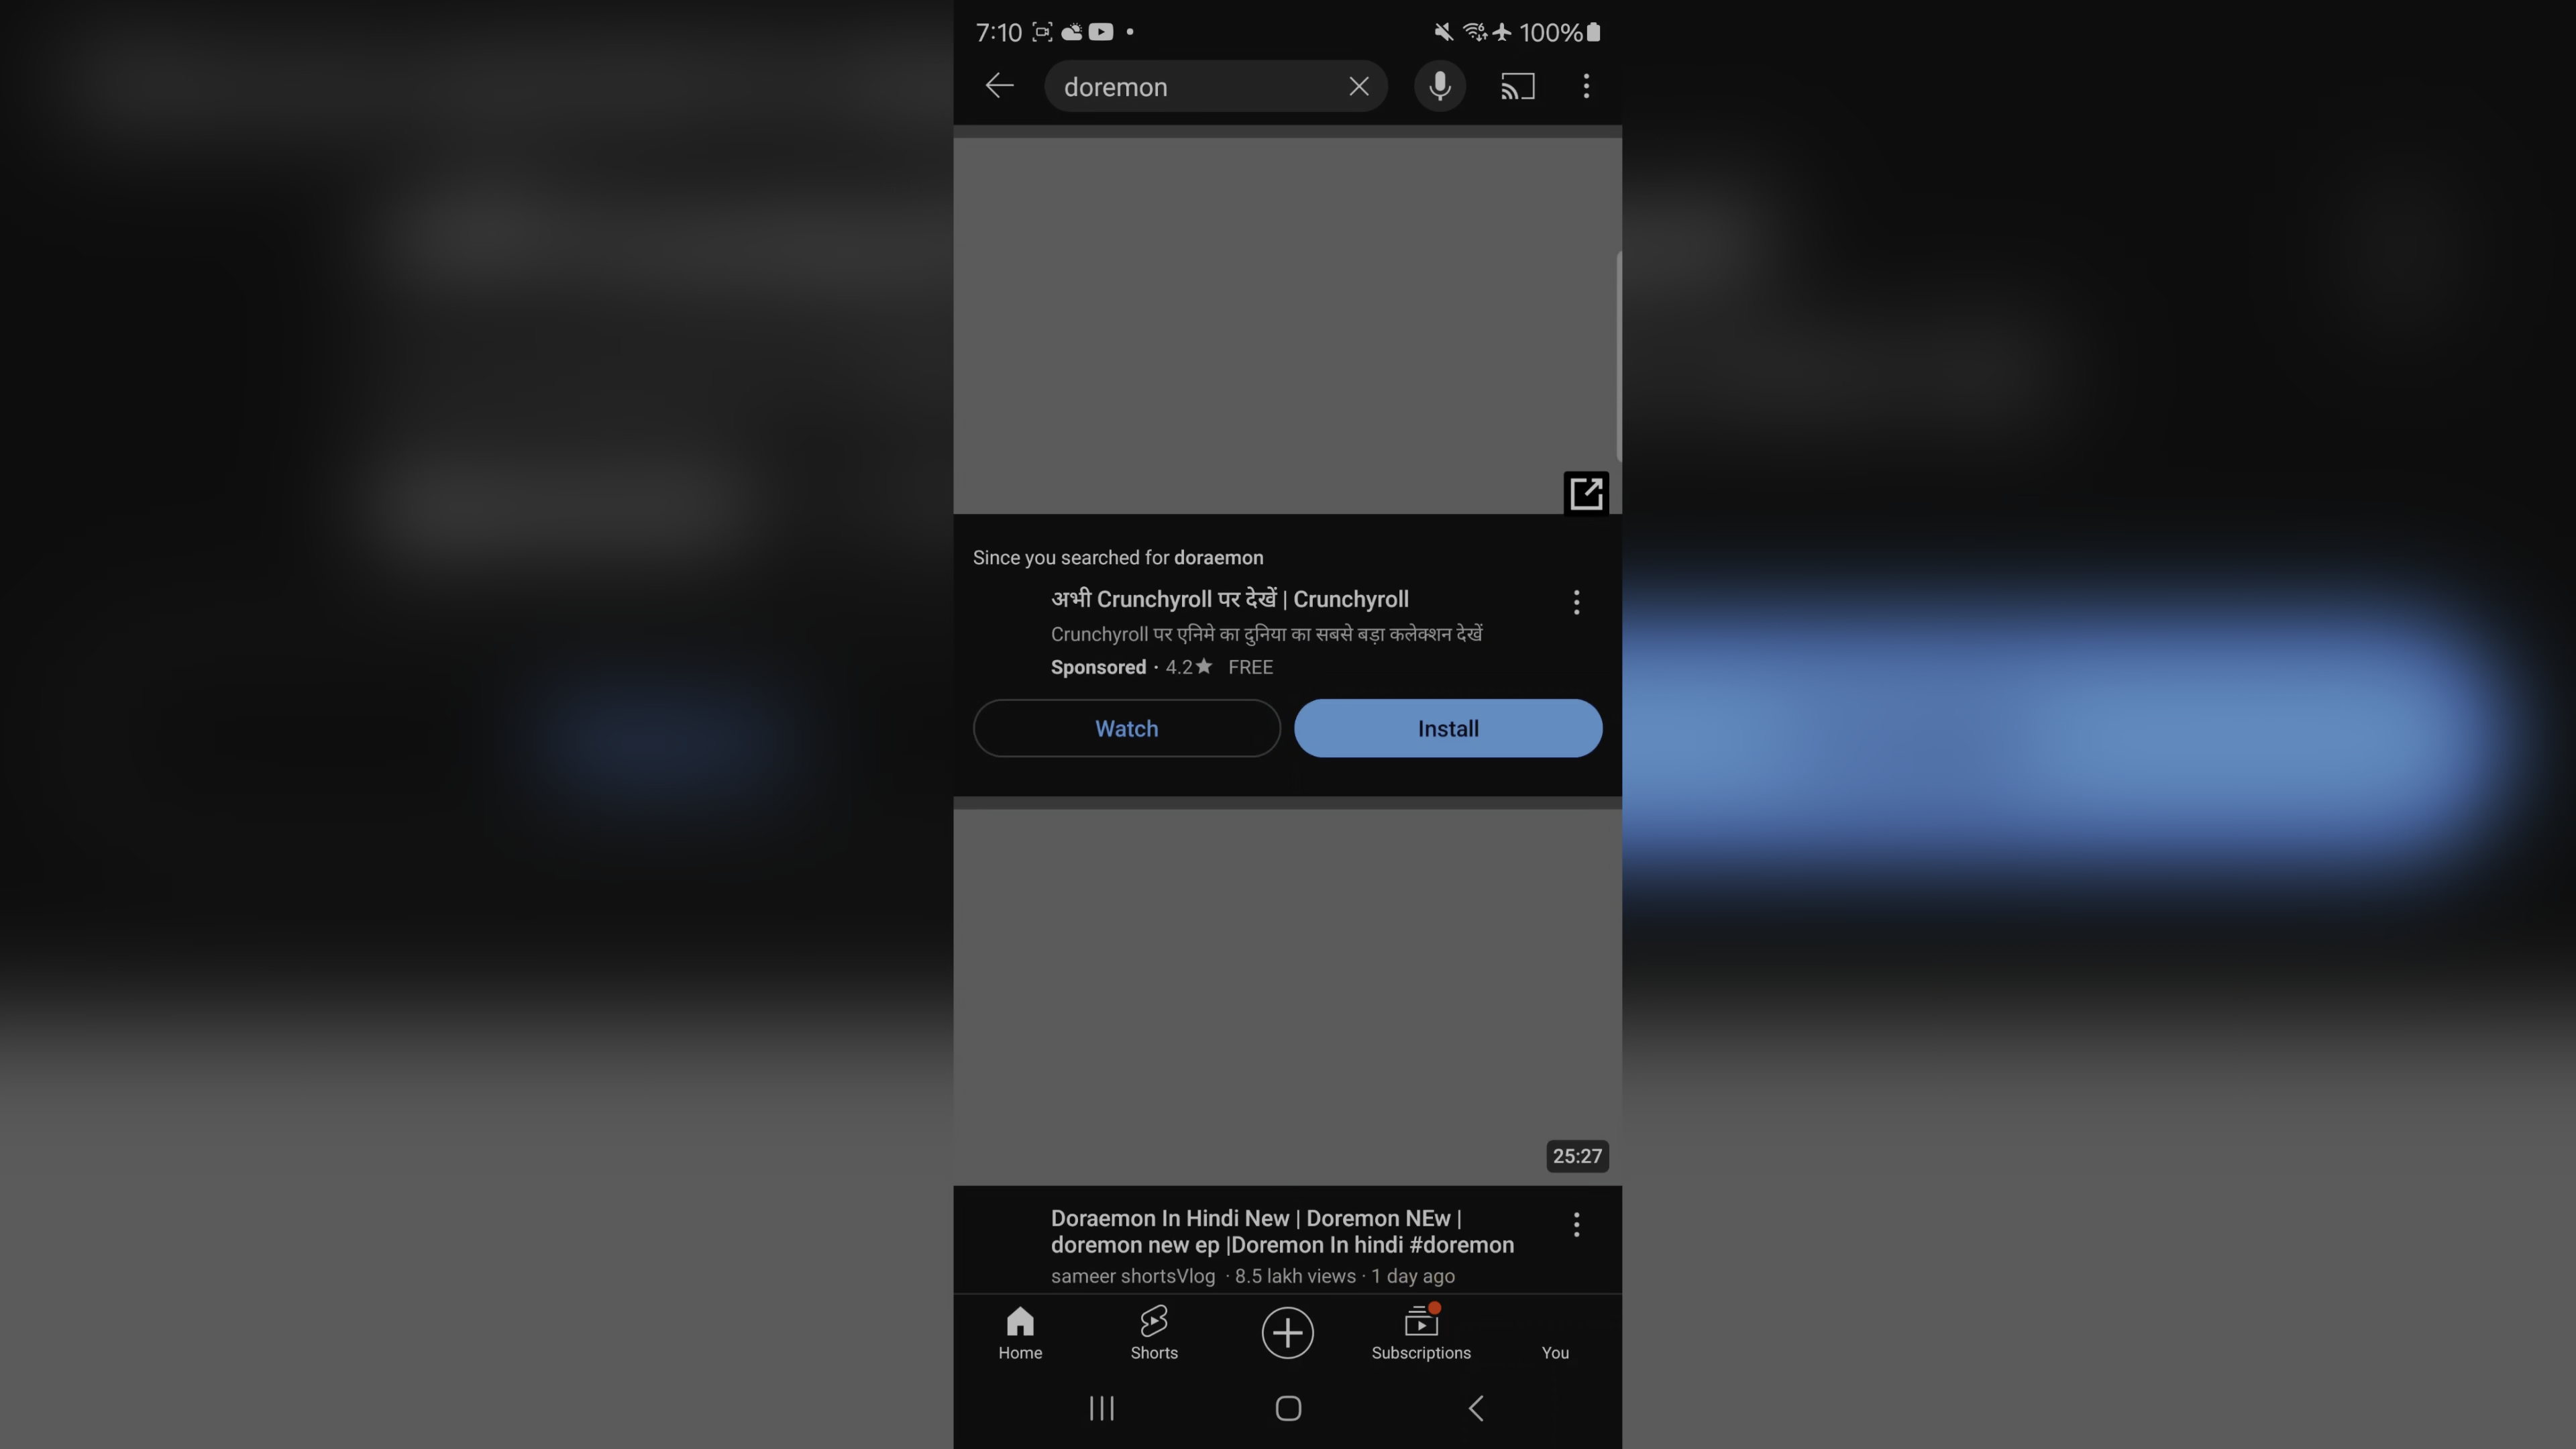 7:10
100%
doremon
Since you searched for doraemon
अभी Crunchyroll पर देखें | Crunchyroll
Crunchyroll पर एनिमे का दुनिया का सबसे बड़ा कलेक्शन देखें
Sponsored · 4.2★ FREE
Watch
Install
25:27
Doraemon In Hindi New | Doremon NEw |
doremon new ep |Doremon In hindi #doremon
sameer shortsVlog · 8.5 lakh views · 1 day ago
Home
Shorts
Subscriptions
You